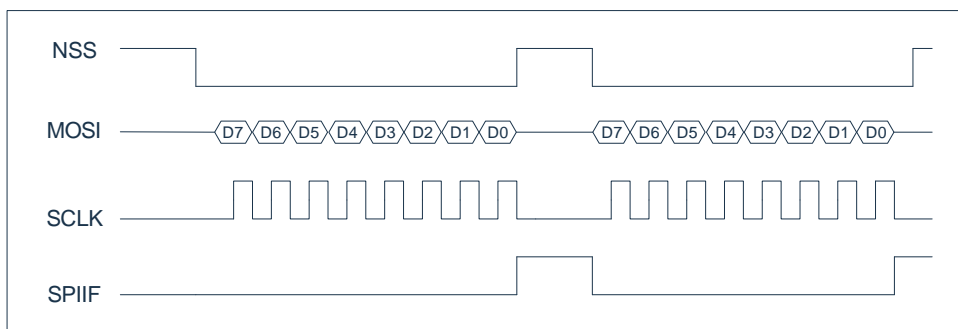 NSS
MOSI D7 D6 D5 D4 D3 D2 D1 D0 D7 D6 D5 D4 D3 D2 D1 D0
SCLK
SPIIF